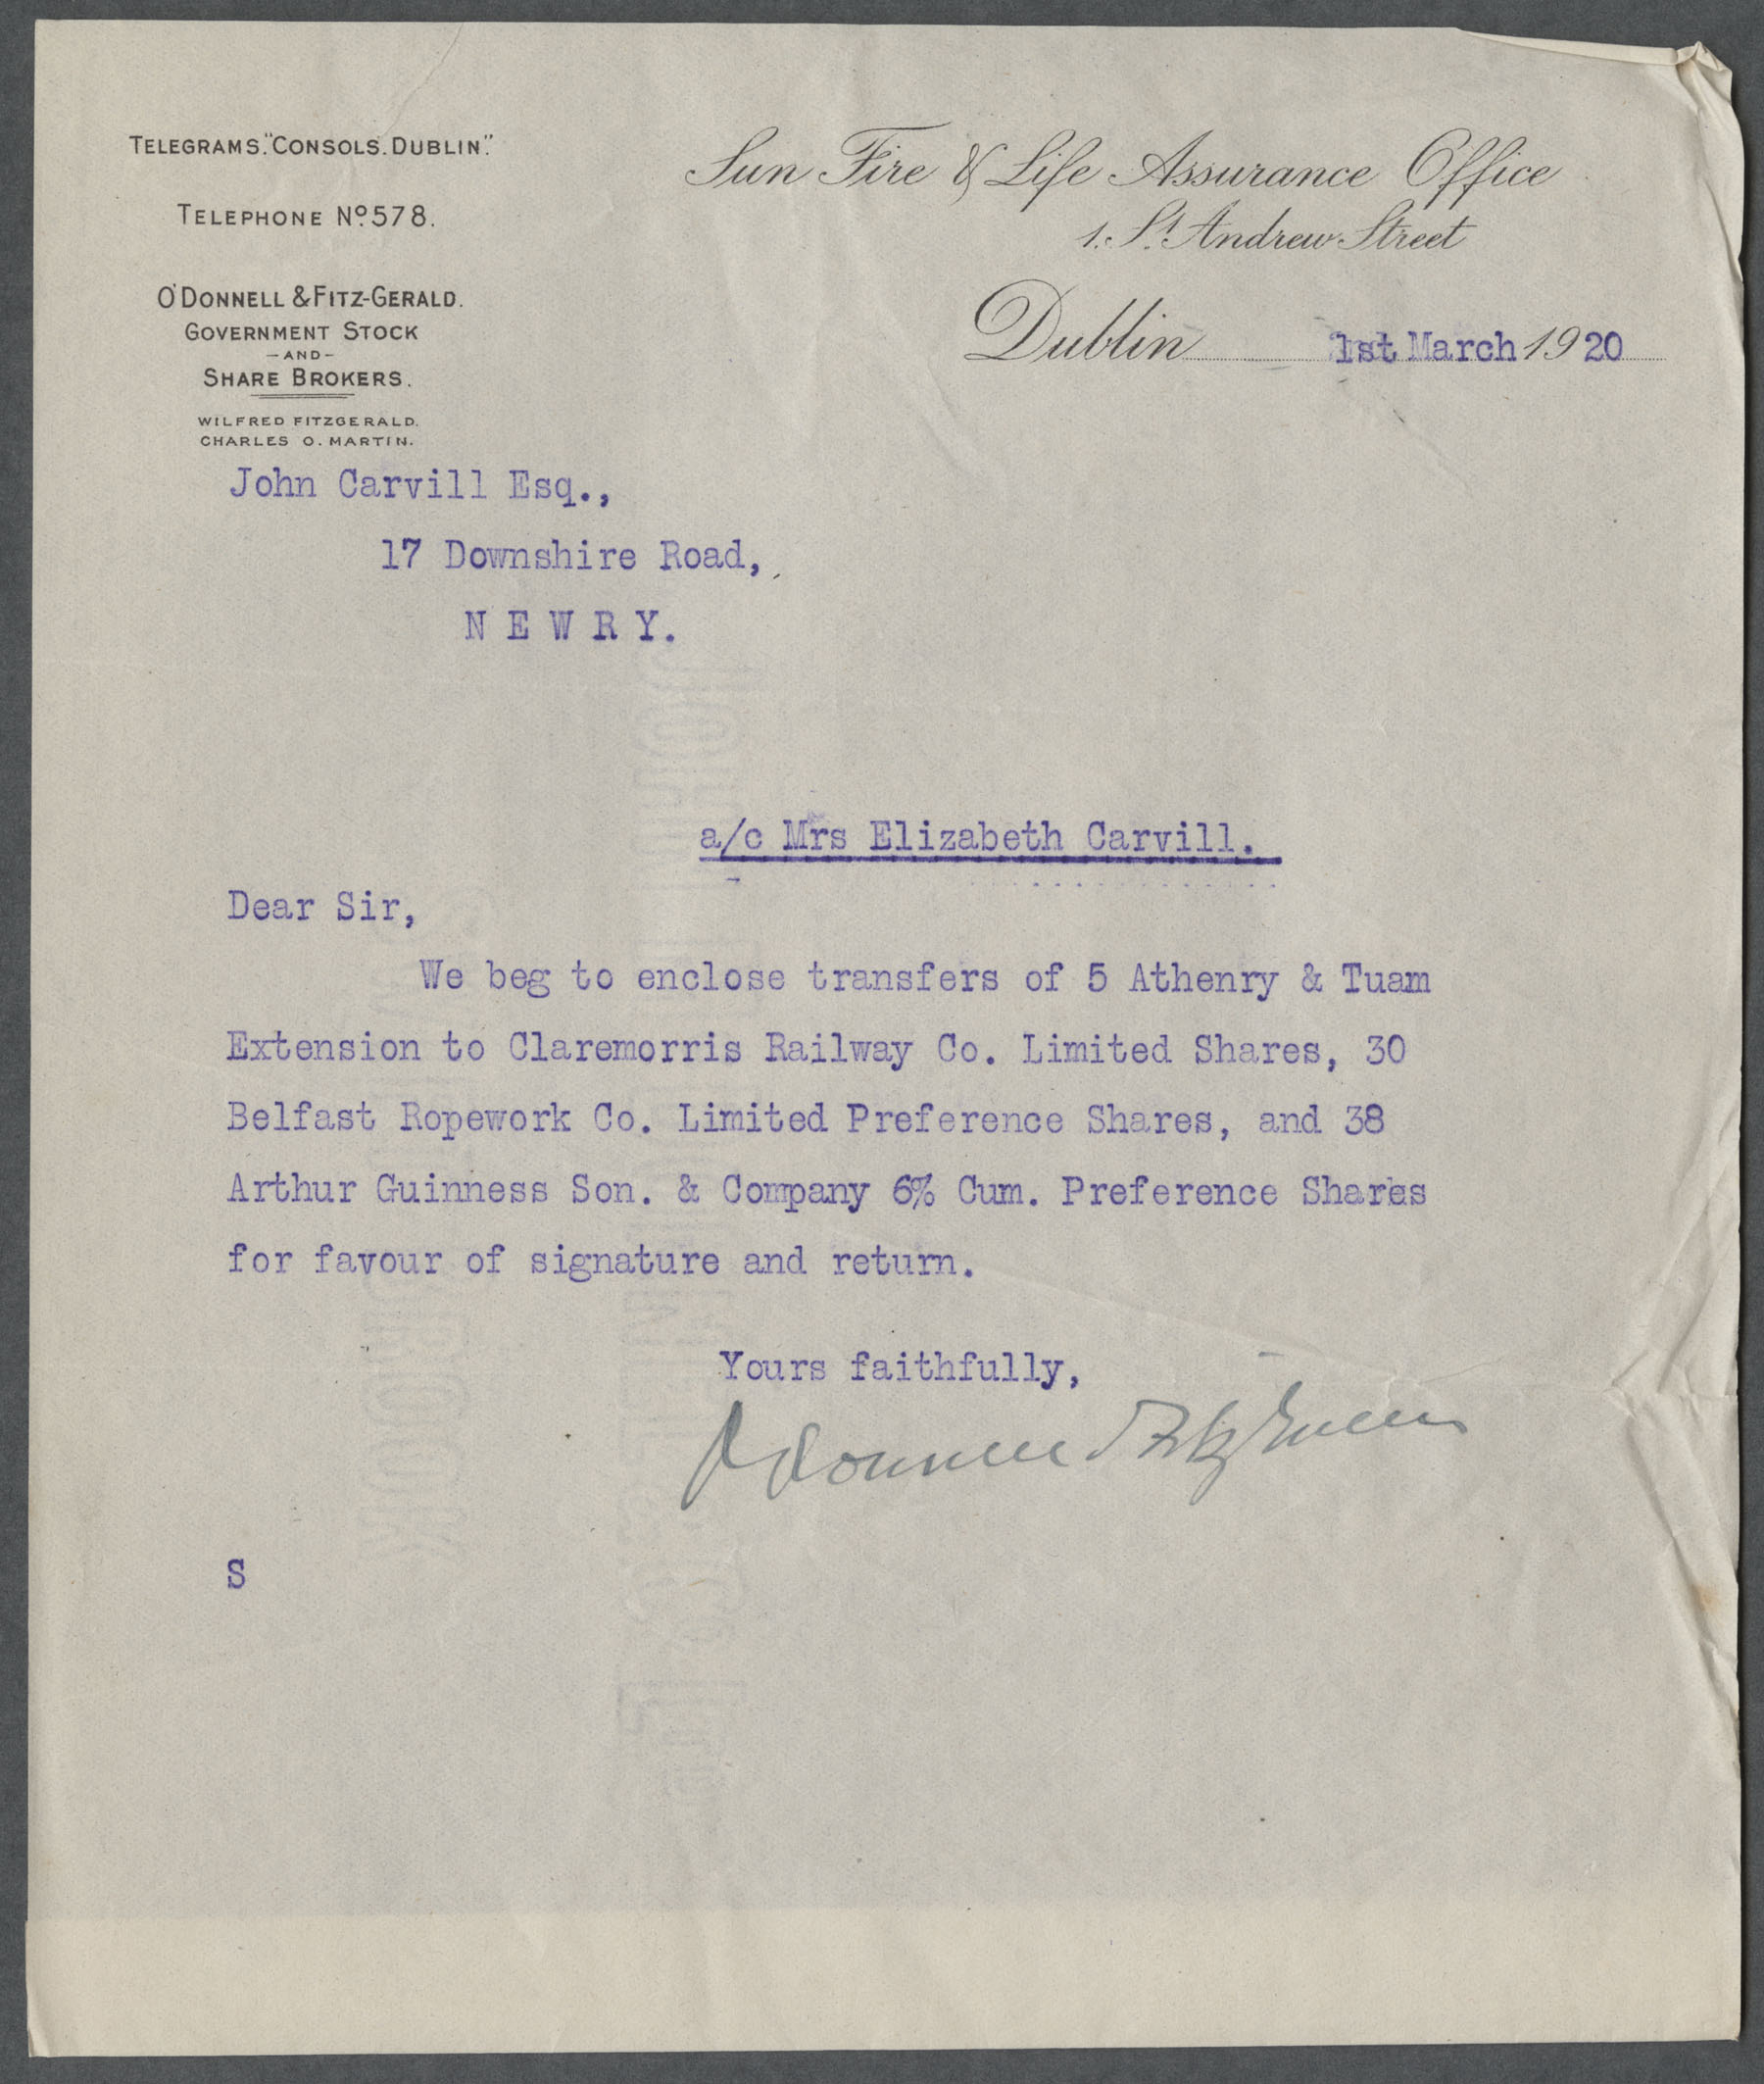 TELEGRAMS. "CONSOLS. DUBLIN."
TELEPHONE Nº 578.
O'DONNELL & FITZ-GERALD.
GOVERNMENT STOCK
-AND-
SHARE BROKERS.
WILFRED FITZGERALD.
CHARLES O. MARTIN.
Sun Fire & Life Assurance Office
1. St. Andrew Street
Dublin 1st March 1920
John Carvill Esq.,
17 Downshire Road,
N E W R Y.
a/c Mrs Elizabeth Carvill.
Dear Sir,
We beg to enclose transfers of 5 Athenry & Tuam
Extension to Claremorris Railway Co. Limited Shares, 30
Belfast Ropework Co. Limited Preference Shares, and 38
Arthur Guinness Son. & Company 6% Cum. Preference Shares
for favour of signature and return.
Yours faithfully,
O'Donnell & FitzGerald
S